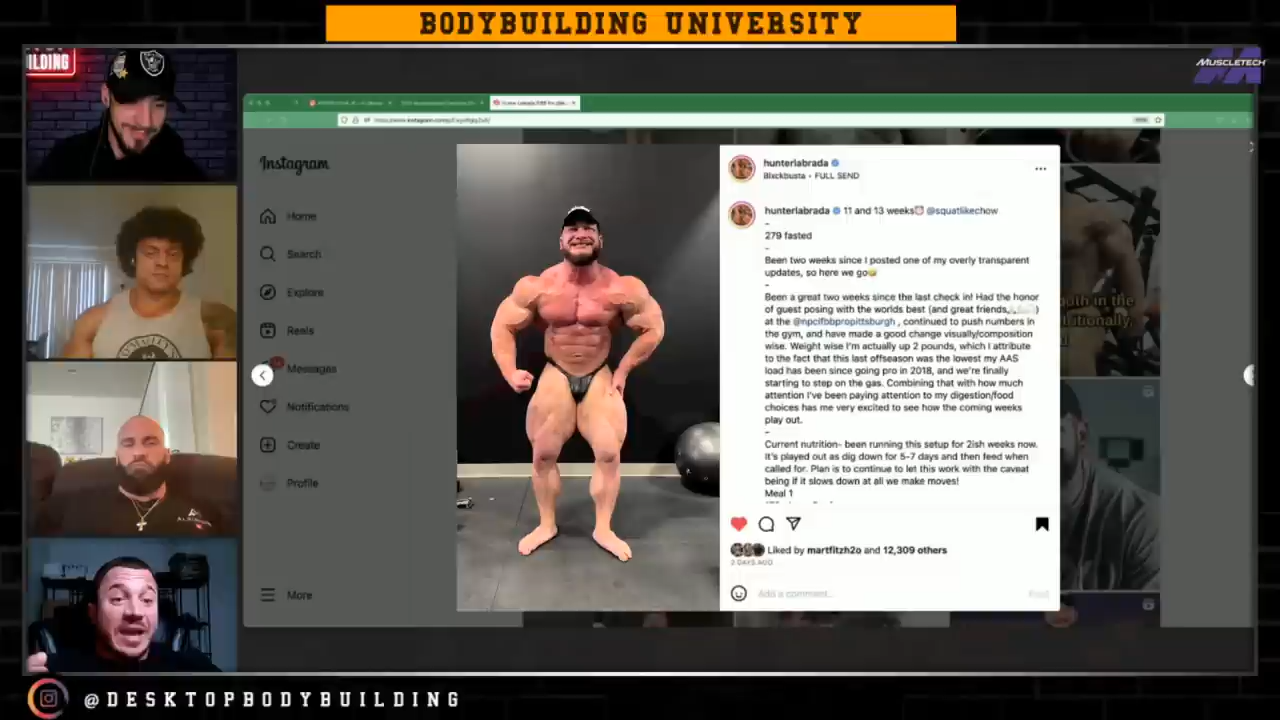 BODYBUILDING UNIVERSITY
ILDING
MUSCLETECH
Instagram
Home
Search
Explore
Reels
Messages
Notifications
Create
Profile
More
hunterlabrada
Blxckbusta • FULL SEND
hunterlabrada 11 and 13 weeks⏰ @squatlikechow
-
279 fasted
-
Been two weeks since I posted one of my overly transparent
updates, so here we go😂
-
Been a great two weeks since the last check in! Had the honor
of guest posing with the worlds best (and great friends
at the @npcifbbpropittsburgh , continued to push numbers in
the gym, and have made a good change visually/composition
wise. Weight wise I'm actually up 2 pounds, which I attribute
to the fact that this last offseason was the lowest my AAS
load has been since going pro in 2018, and we're finally
starting to step on the gas. Combining that with how much
attention I've been paying attention to my digestion/food
choices has me very excited to see how the coming weeks
play out.
-
Current nutrition- been running this setup for 2ish weeks now.
It's played out as dig down for 5-7 days and then feed when
called for. Plan is to continue to let this work with the caveat
being if it slows down at all we make moves!
Meal 1
Liked by martfitzh2o and 12,309 others
2 DAYS AGO
Add a comment...
Post
outh in the
itionally.
@DESKTOPBODYBUILDING